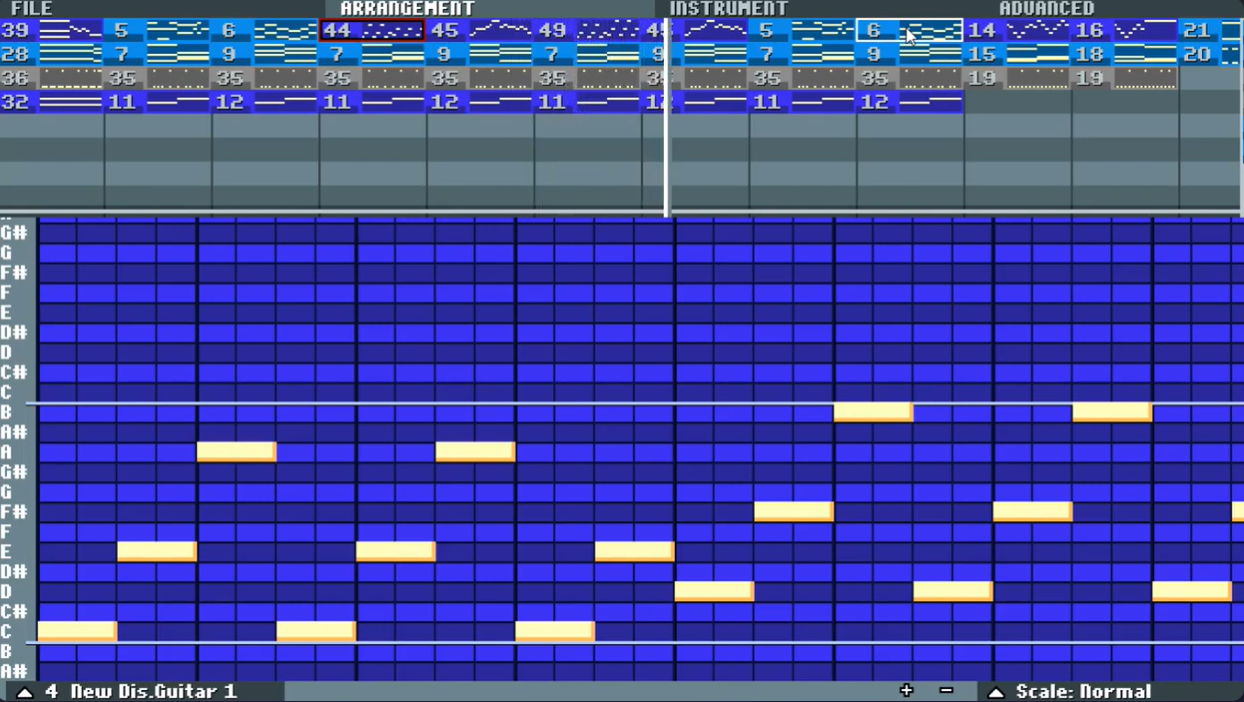 FILE ARRANGEMENT INSTRUMENT ADVANCED
39 5 6 44 45 49 5 6 14 16 21
28 7 9 7 9 7 9 7 9 15 18 20
36 35 35 35 35 35 35 35 19 19
32 11 12 11 12 11 11 12
G#
G
F#
F
E
D#
D
C#
C
B
A#
A
G#
G
F#
F
E
D#
D
C#
C
B
A#
4 New Dis.Guitar 1 + - Scale: Normal